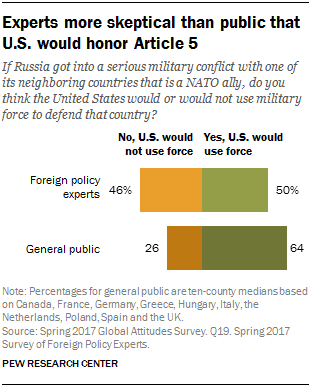 Experts more skeptical than public that
U.S. would honor Article 5
If Russia got into a serious military conflict with one of
its neighboring countries that is a NATO ally, do you
think the United States would or would not use military
force to defend that country?
No, U.S. would
not use force
Yes, U.S. would
use force
Foreign policy
experts
46%
50%
General public
26
64
Note: Percentages for general public are ten-county medians based
on Canada, France, Germany, Greece, Hungary, Italy, the
Netherlands, Poland, Spain and the UK.
Source: Spring 2017 Global Attitudes Survey. Q19. Spring 2017
Survey of Foreign Policy Experts.
PEW RESEARCH CENTER